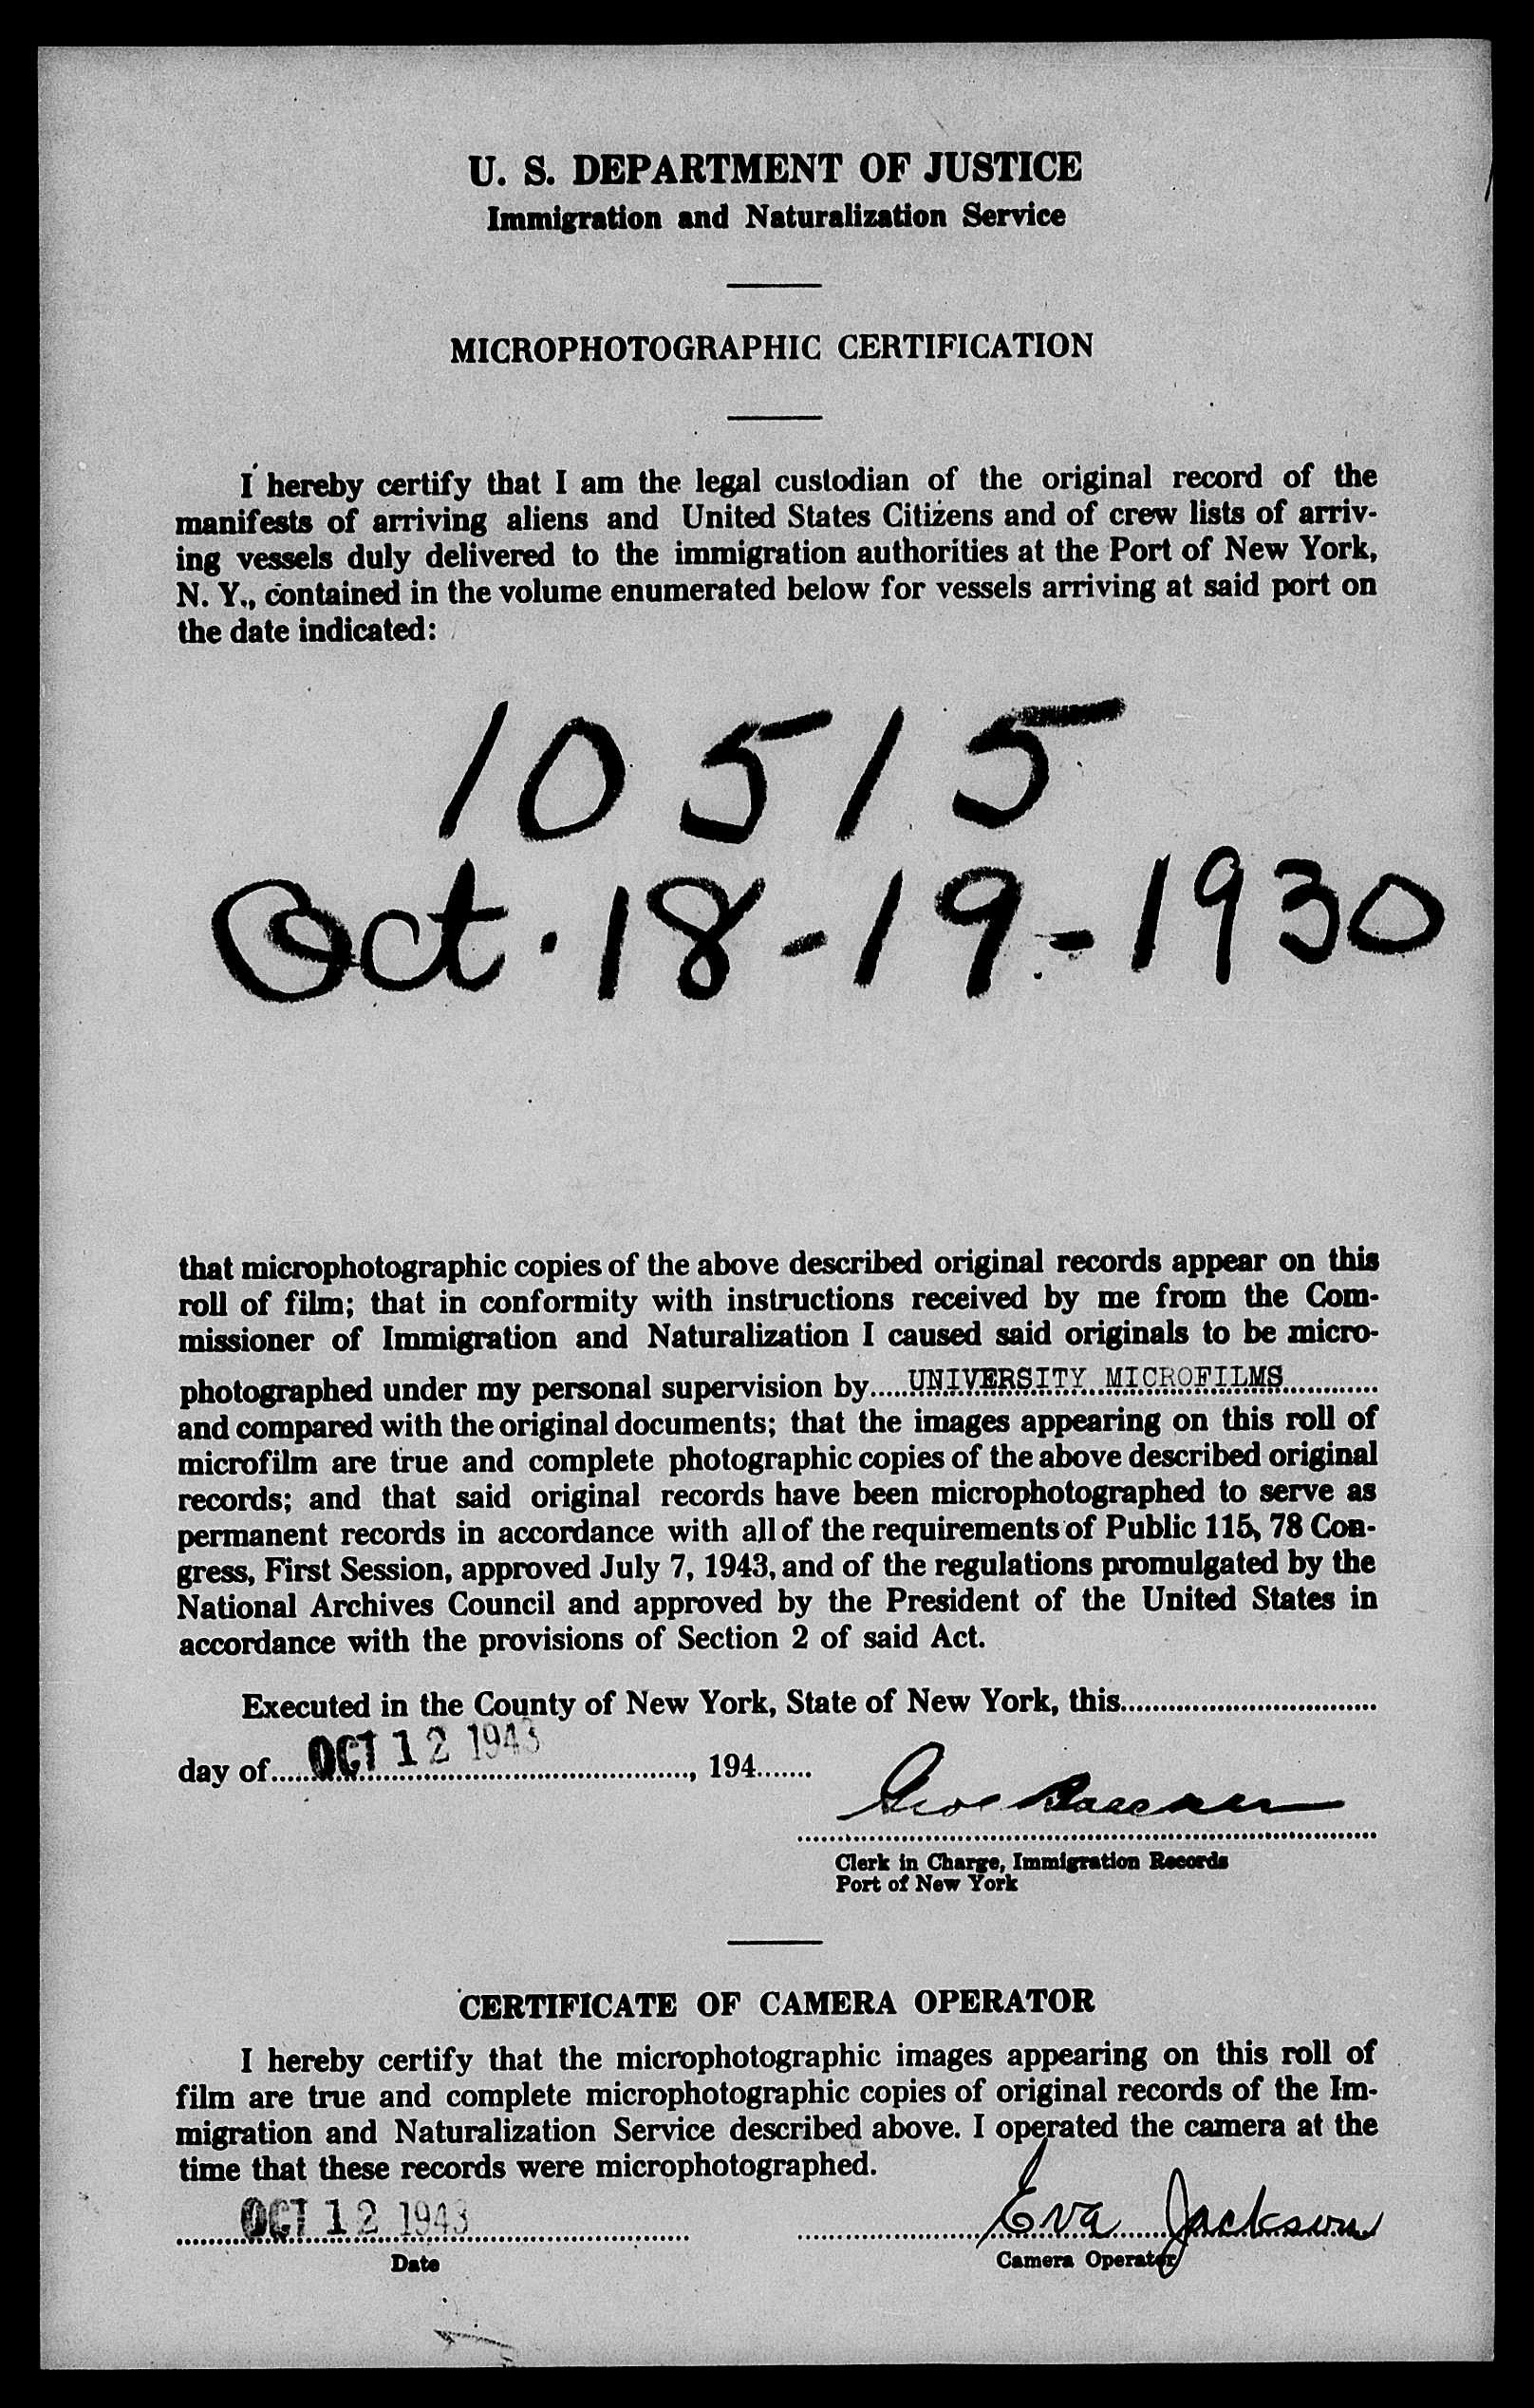 U. S. DEPARTMENT OF JUSTICE
Immigration and Naturalization Service
MICROPHOTOGRAPHIC CERTIFICATION
I hereby certify that I am the legal custodian of the original record of the
manifests of arriving aliens and United States Citizens and of crew lists of arriv-
ing vessels duly delivered to the immigration authorities at the Port of New York,
N. Y., contained in the volume enumerated below for vessels arriving at said port on
the date indicated:
10515
Oct. 18-19-1930
that microphotographic copies of the above described original records appear on this
roll of film; that in conformity with instructions received by me from the Com-
missioner of Immigration and Naturalization I caused said originals to be micro-
photographed under my personal supervision by.....UNIVERSITY MICROFILMS............
and compared with the original documents; that the images appearing on this roll of
microfilm are true and complete photographic copies of the above described original
records; and that said original records have been microphotographed to serve as
permanent records in accordance with all of the requirements of Public 115, 78 Con-
gress, First Session, approved July 7, 1943, and of the regulations promulgated by the
National Archives Council and approved by the President of the United States in
accordance with the provisions of Section 2 of said Act.
Executed in the County of New York, State of New York, this................................
day of.....OCT 12 1943..................., 194.......
Clerk in Charge, Immigration Records
Port of New York
CERTIFICATE OF CAMERA OPERATOR
I hereby certify that the microphotographic images appearing on this roll of
film are true and complete microphotographic copies of original records of the Im-
migration and Naturalization Service described above. I operated the camera at the
time that these records were microphotographed.
OCT 12 1943 Eva Jackson
Date Camera Operator